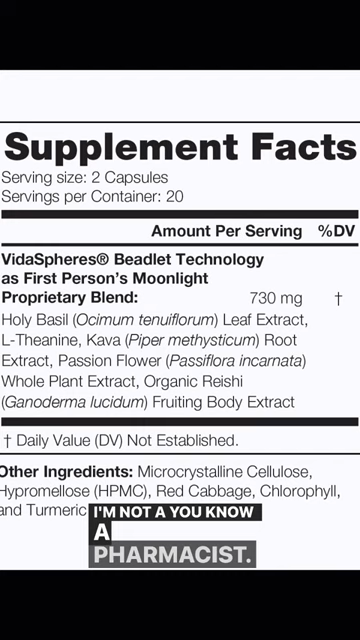 Supplement Facts
Serving size: 2 Capsules
Servings per Container: 20
Amount Per Serving %DV
VidaSpheres® Beadlet Technology
as First Person's Moonlight
Proprietary Blend: 730 mg †
Holy Basil (Ocimum tenuiflorum) Leaf Extract,
L-Theanine, Kava (Piper methysticum) Root
Extract, Passion Flower (Passiflora incarnata)
Whole Plant Extract, Organic Reishi
(Ganoderma lucidum) Fruiting Body Extract
† Daily Value (DV) Not Established.
Other Ingredients: Microcrystalline Cellulose,
Hypromellose (HPMC), Red Cabbage, Chlorophyll,
and Turmeric
I'M NOT A YOU KNOW
A
PHARMACIST.